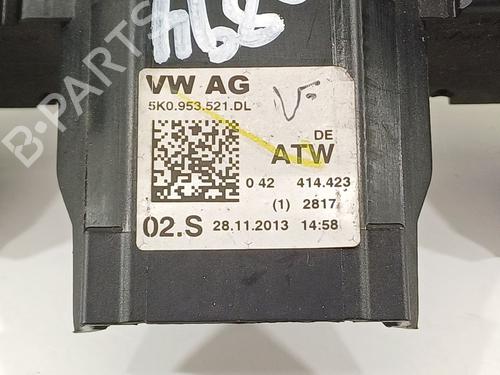 VW AG
5K0.953.521.DL
DE
ATW
0 42 414.423
(1) 2817
02.S 28.11.2013 14:58
B-PARTS